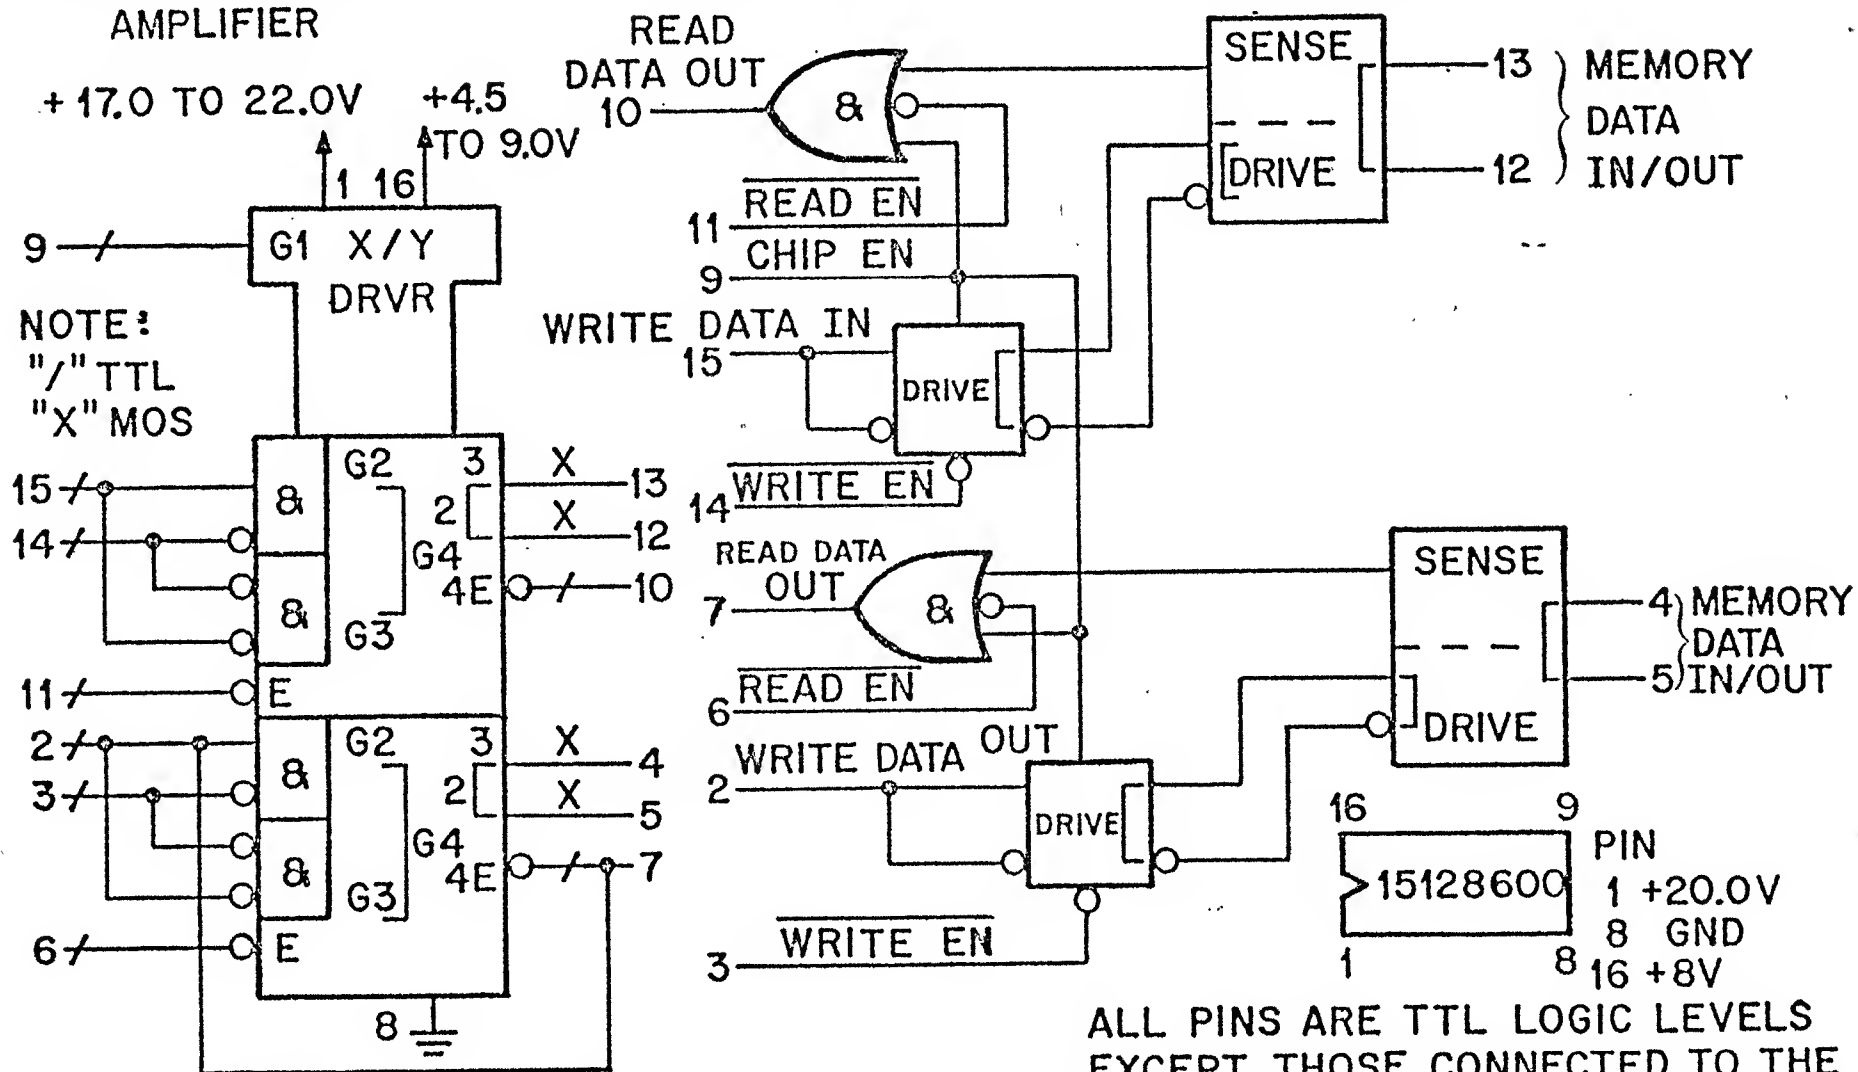 AMPLIFIER
+17.0 TO 22.0V
+4.5
TO 9.0V
1 16
9
G1 X/Y
DRVR
NOTE:
"/" TTL
"X" MOS
15
14
11
2
3
6
&
&
G2
G4
G3
E
3
2
4E
X
13
X
12
10
&
&
G2
G4
G3
E
3
2
4E
X
4
X
5
7
8
READ
DATA OUT
10
&
READ EN
11
CHIP EN
9
WRITE DATA IN
15
DRIVE
WRITE EN
14
SENSE
DRIVE
13
12
MEMORY
DATA
IN/OUT
READ DATA
OUT
7
&
READ EN
6
WRITE DATA OUT
2
DRIVE
WRITE EN
3
SENSE
DRIVE
4
5
MEMORY
DATA
IN/OUT
16 9
15128600
1 8
PIN
1 +20.0V
8 GND
16 +8V
ALL PINS ARE TTL LOGIC LEVELS
EXCEPT THOSE CONNECTED TO THE